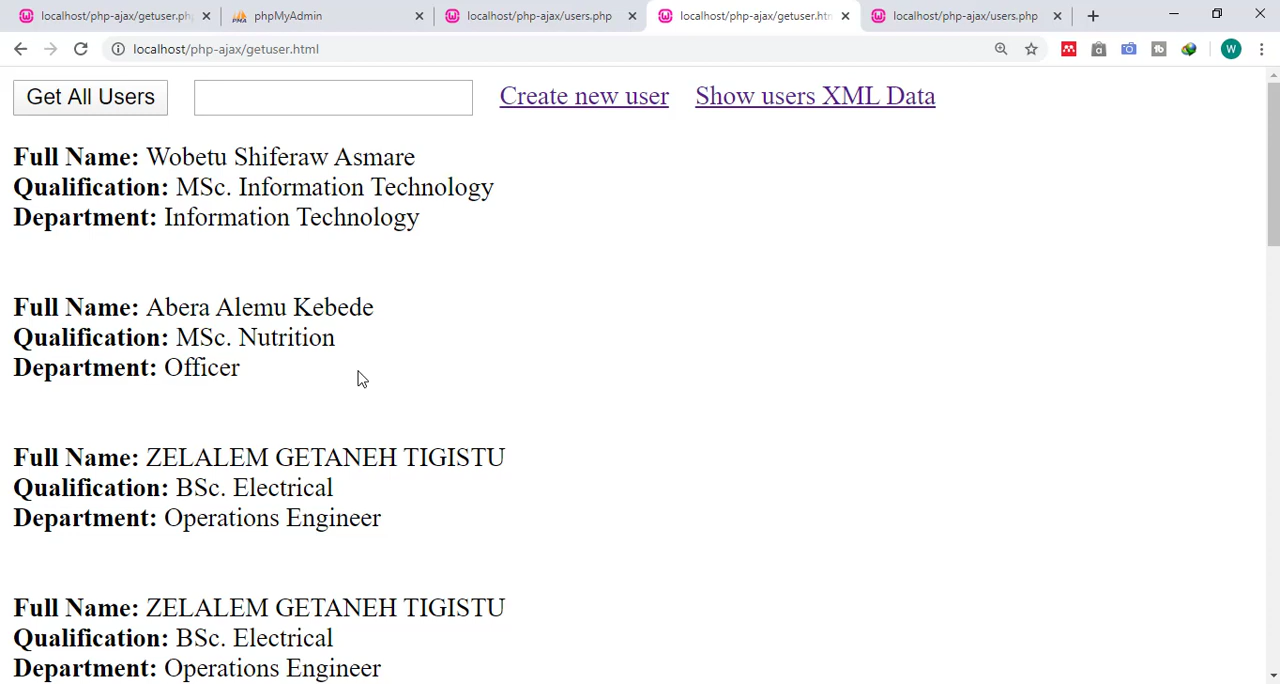 localhost/php-ajax/getuser.php
phpMyAdmin
localhost/php-ajax/users.php
localhost/php-ajax/getuser.htm
localhost/php-ajax/users.php
localhost/php-ajax/getuser.html
W
Get All Users
Create new user
Show users XML Data
Full Name: Wobetu Shiferaw Asmare
Qualification: MSc. Information Technology
Department: Information Technology
Full Name: Abera Alemu Kebede
Qualification: MSc. Nutrition
Department: Officer
Full Name: ZELALEM GETANEH TIGISTU
Qualification: BSc. Electrical
Department: Operations Engineer
Full Name: ZELALEM GETANEH TIGISTU
Qualification: BSc. Electrical
Department: Operations Engineer